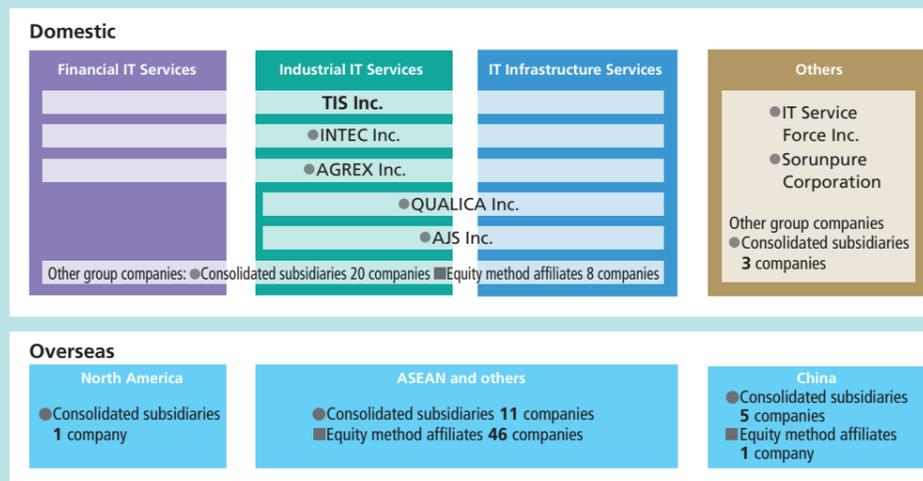 Domestic
Financial IT Services
Industrial IT Services
IT Infrastructure Services
Others
TIS Inc.
●INTEC Inc.
●AGREX Inc.
●QUALICA Inc.
●AJS Inc.
Other group companies: ●Consolidated subsidiaries 20 companies ■Equity method affiliates 8 companies
●IT Service
Force Inc.
●Sorunpure
Corporation
Other group companies
●Consolidated subsidiaries
3 companies
Overseas
North America
●Consolidated subsidiaries
1 company
ASEAN and others
●Consolidated subsidiaries 11 companies
■Equity method affiliates 46 companies
China
●Consolidated subsidiaries
5 companies
■Equity method affiliates
1 company